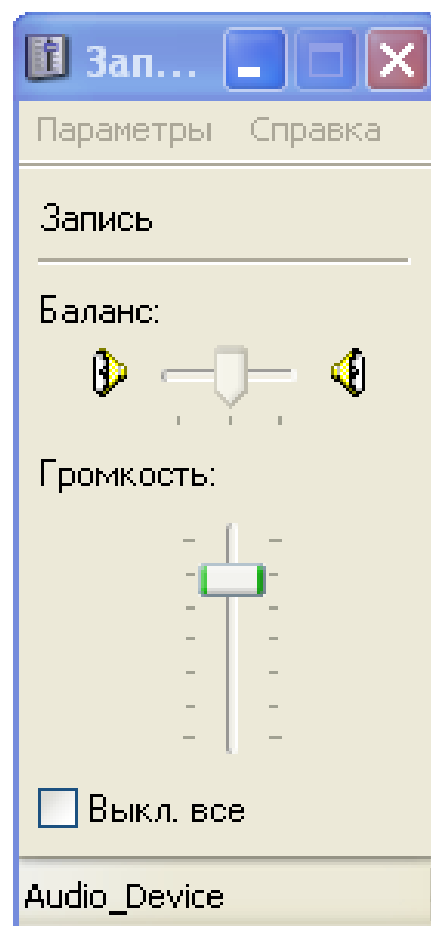 Зап...
Параметры Справка
Запись
Баланс:
Громкость:
Выкл. все
Audio_Device